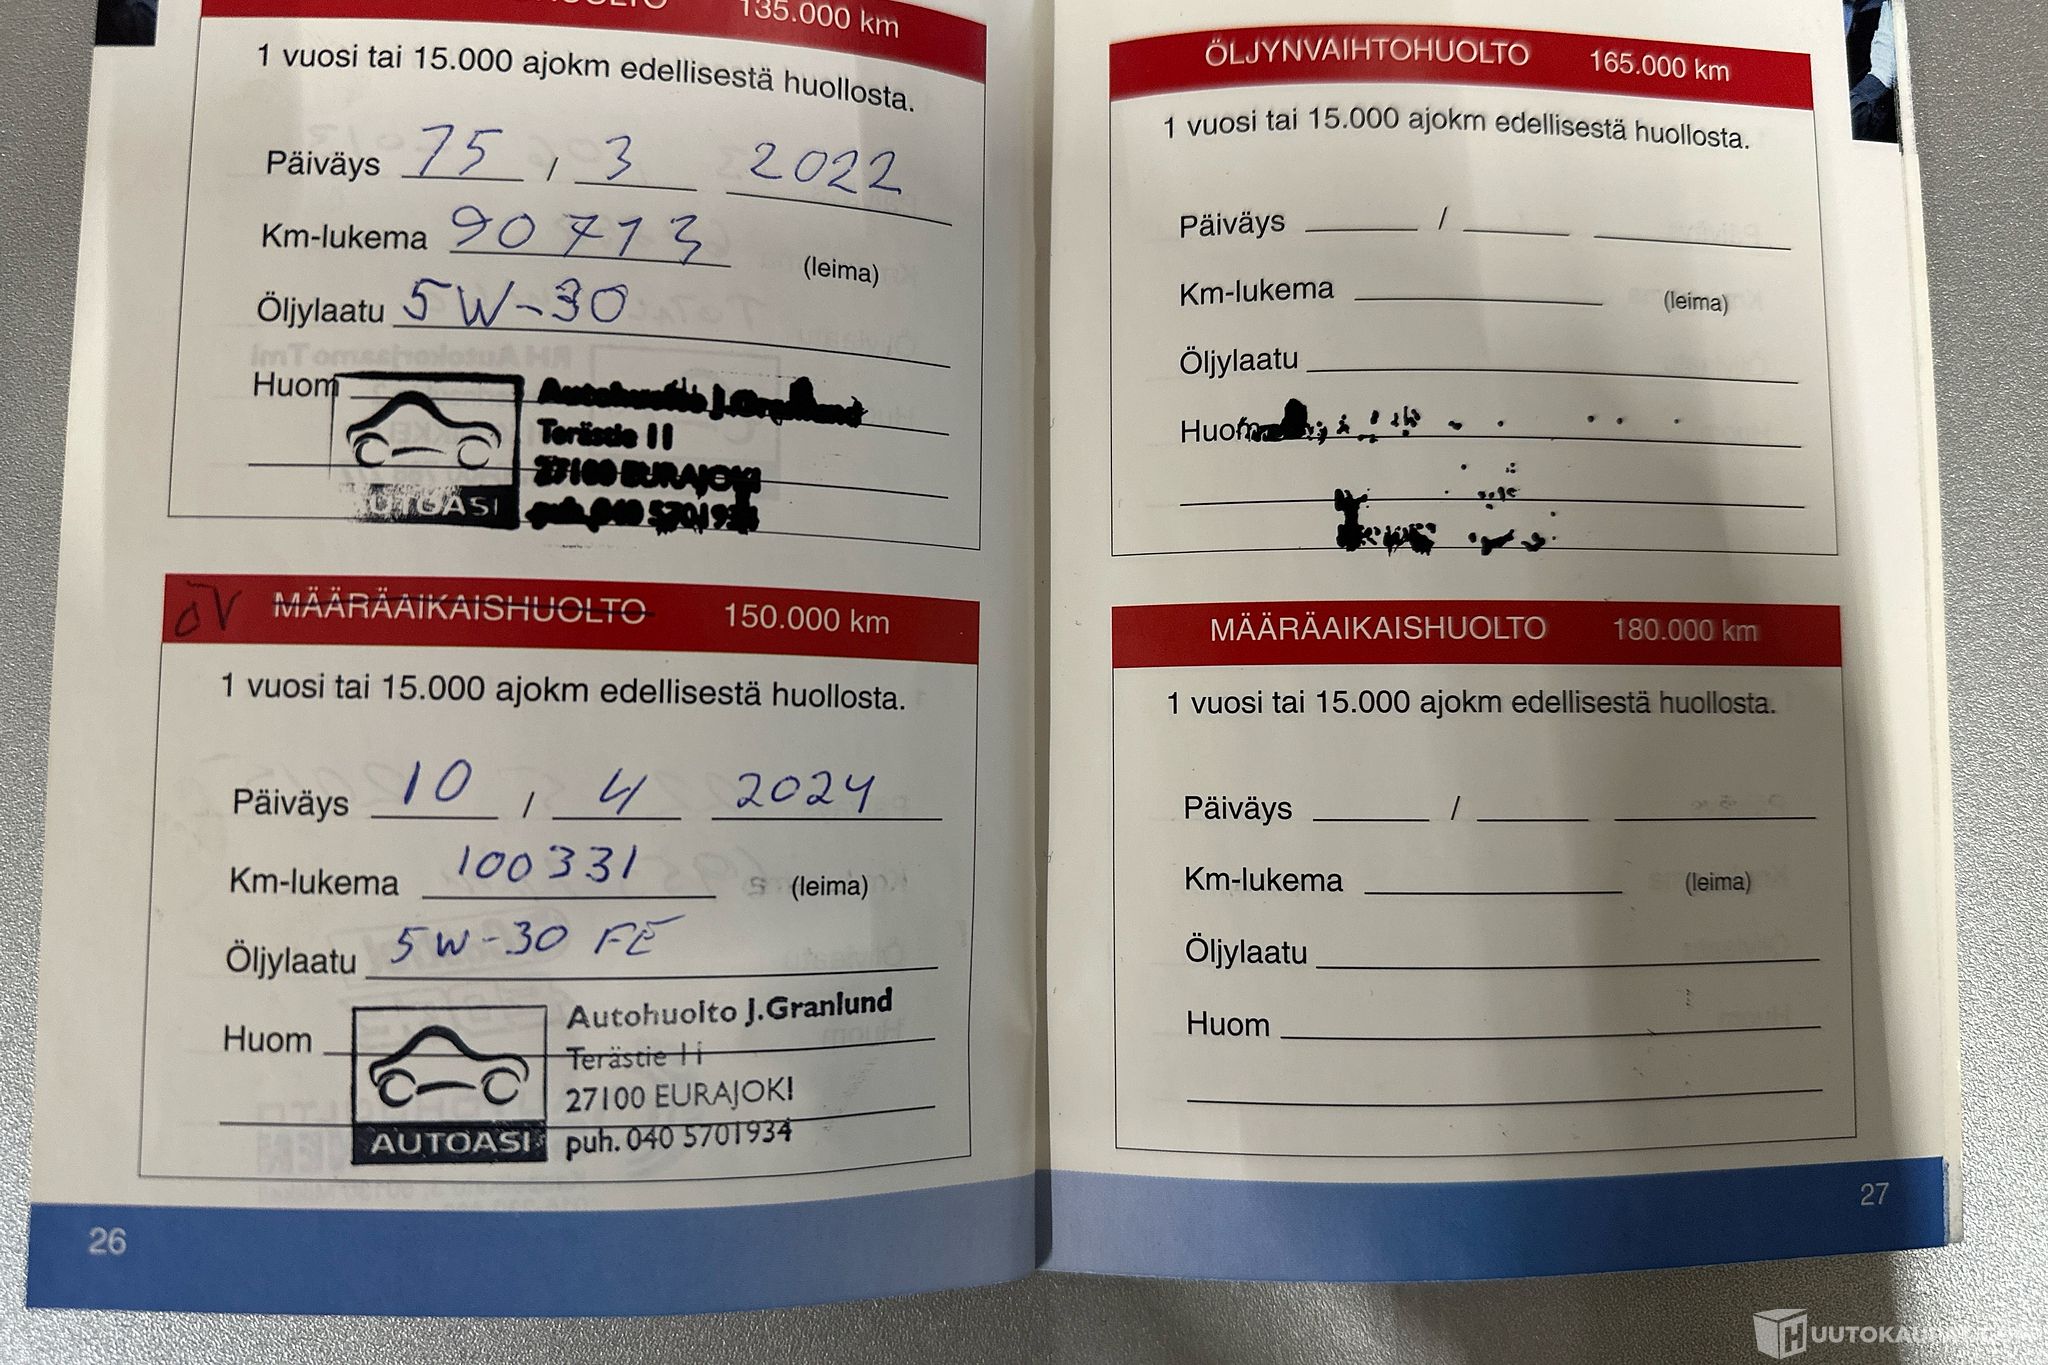 HUOLTO 135.000 km
1 vuosi tai 15.000 ajokm edellisestä huollosta.
Päiväys 15 / 3 2022
Km-lukema 90713 (leima)
Öljylaatu 5W-30
Huom
Autohuolto J.Granlund
Terästie 11
27100 EURAJOKI
UTOASI puh. 040 5701934
ÖV MÄÄRÄAIKAISHUOLTO 150.000 km
1 vuosi tai 15.000 ajokm edellisestä huollosta.
Päiväys 10 / 4 2024
Km-lukema 100331 (leima)
Öljylaatu 5W-30 FE
Huom
Autohuolto J.Granlund
Terästie 11
27100 EURAJOKI
AUTOASI puh. 040 5701934
26
ÖLJYNVAIHTOHUOLTO 165.000 km
1 vuosi tai 15.000 ajokm edellisestä huollosta.
Päiväys /
Km-lukema (leima)
Öljylaatu
Huom
MÄÄRÄAIKAISHUOLTO 180.000 km
1 vuosi tai 15.000 ajokm edellisestä huollosta.
Päiväys /
Km-lukema (leima)
Öljylaatu
Huom
27